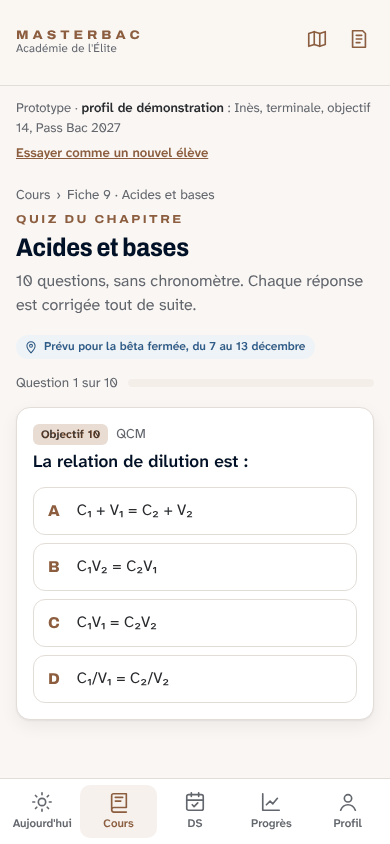 MASTERBAC
Académie de l'Élite
Prototype · profil de démonstration : Inès, terminale, objectif
14, Pass Bac 2027
Essayer comme un nouvel élève
Cours › Fiche 9 · Acides et bases
QUIZ DU CHAPITRE
Acides et bases
10 questions, sans chronomètre. Chaque réponse
est corrigée tout de suite.
Prévu pour la bêta fermée, du 7 au 13 décembre
Question 1 sur 10
Objectif 10 QCM
La relation de dilution est :
A C₁ + V₁ = C₂ + V₂
B C₁V₂ = C₂V₁
C C₁V₁ = C₂V₂
D C₁/V₁ = C₂/V₂
Aujourd'hui Cours DS Progrès Profil